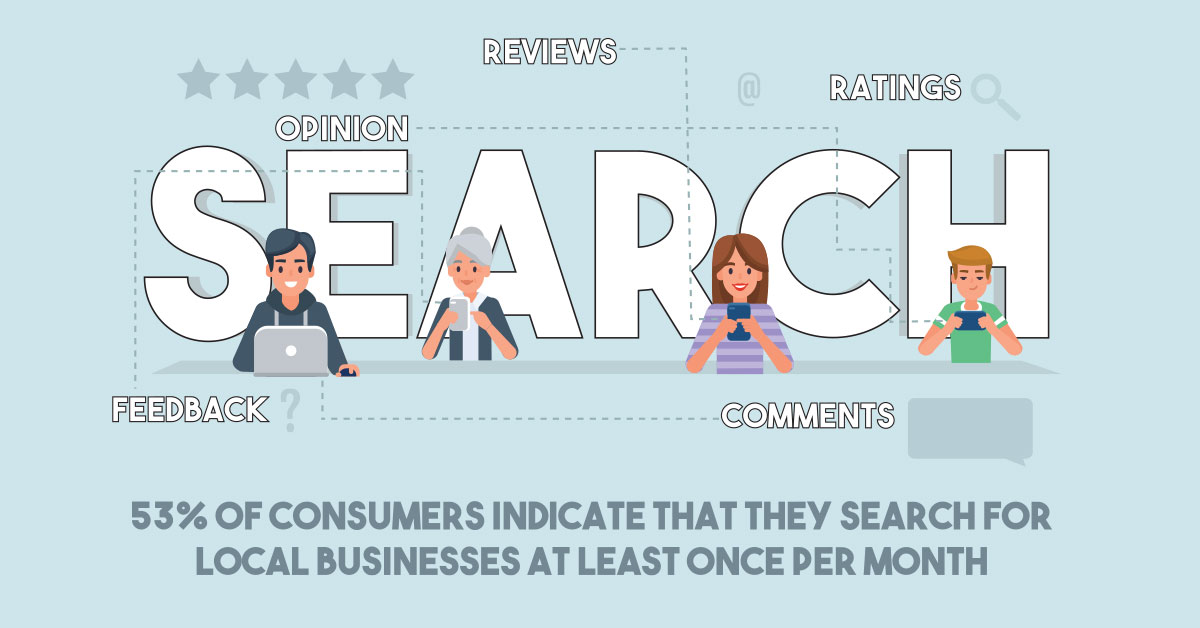 REVIEWS
RATINGS
@
OPINION
SEARCH
FEEDBACK
?
COMMENTS
53% OF CONSUMERS INDICATE THAT THEY SEARCH FOR
LOCAL BUSINESSES AT LEAST ONCE PER MONTH